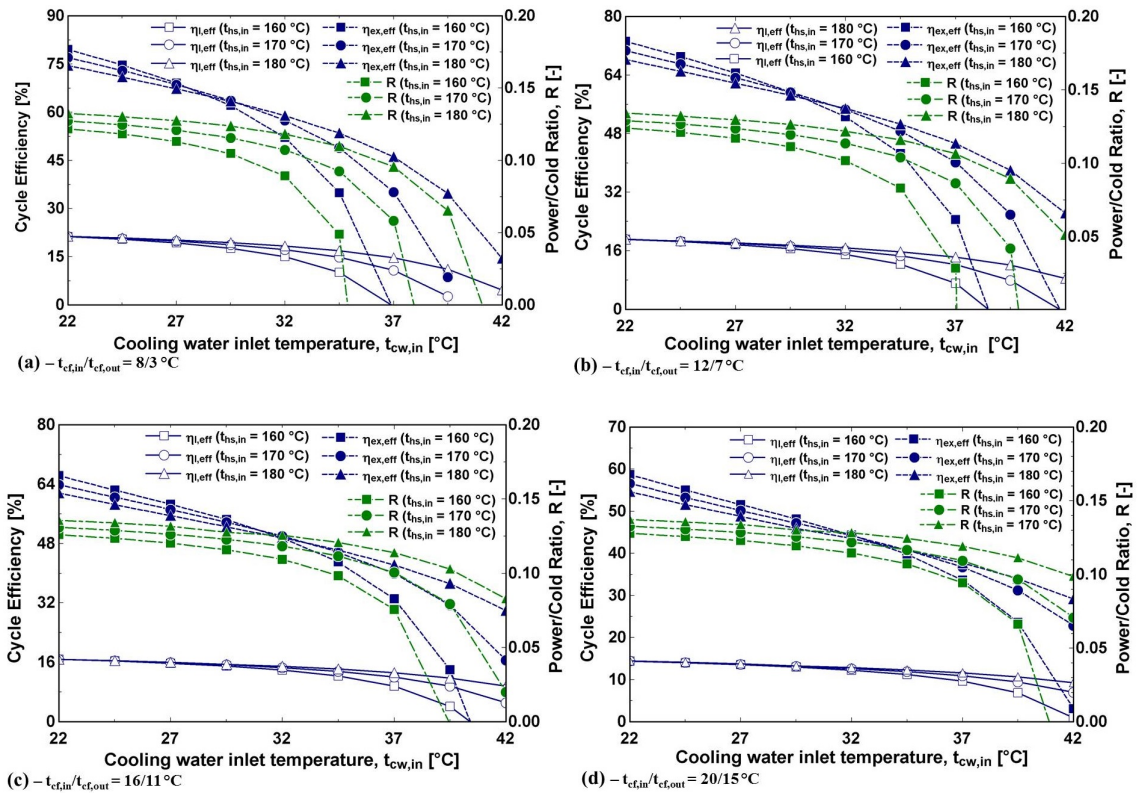 (a)
90
75
60
45
30
15
0
Cycle Efficiency [%]
ηI,eff (ths,in = 160 °C)
ηI,eff (ths,in = 170 °C)
ηI,eff (ths,in = 180 °C)
ηex,eff (ths,in = 160 °C)
ηex,eff (ths,in = 170 °C)
ηex,eff (ths,in = 180 °C)
R (ths,in = 160 °C)
R (ths,in = 170 °C)
R (ths,in = 180 °C)
0.20
0.15
0.10
0.05
0.00
Power/Cold Ratio, R [-]
22 27 32 37 42
Cooling water inlet temperature, tcw,in [°C]
(a) – tcf,in/tcf,out = 8/3 °C
(b)
80
64
48
32
16
0
Cycle Efficiency [%]
ηI,eff (ths,in = 180 °C)
ηI,eff (ths,in = 170 °C)
ηI,eff (ths,in = 160 °C)
ηex,eff (ths,in = 160 °C)
ηex,eff (ths,in = 170 °C)
ηex,eff (ths,in = 180 °C)
R (ths,in = 160 °C)
R (ths,in = 170 °C)
R (ths,in = 180 °C)
0.20
0.15
0.10
0.05
0.00
Power/Cold Ratio, R [-]
22 27 32 37 42
Cooling water inlet temperature, tcw,in [°C]
(b) – tcf,in/tcf,out = 12/7 °C
80
64
48
32
16
0
Cycle Efficiency [%]
ηI,eff (ths,in = 160 °C)
ηI,eff (ths,in = 170 °C)
ηI,eff (ths,in = 180 °C)
ηex,eff (ths,in = 160 °C)
ηex,eff (ths,in = 170 °C)
ηex,eff (ths,in = 180 °C)
R (ths,in = 160 °C)
R (ths,in = 170 °C)
R (ths,in = 180 °C)
0.20
0.15
0.10
0.05
0.00
Power/Cold Ratio, R [-]
22 27 32 37 42
Cooling water inlet temperature, tcw,in [°C]
(c) – tcf,in/tcf,out = 16/11 °C
70
60
50
40
30
20
10
0
Cycle Efficiency [%]
ηI,eff (ths,in = 160 °C)
ηI,eff (ths,in = 170 °C)
ηI,eff (ths,in = 180 °C)
ηex,eff (ths,in = 160 °C)
ηex,eff (ths,in = 170 °C)
ηex,eff (ths,in = 180 °C)
R (ths,in = 160 °C)
R (ths,in = 170 °C)
R (ths,in = 170 °C)
0.20
0.15
0.10
0.05
0.00
Power/Cold Ratio, R [-]
22 27 32 37 42
Cooling water inlet temperature, tcw,in [°C]
(d) – tcf,in/tcf,out = 20/15 °C